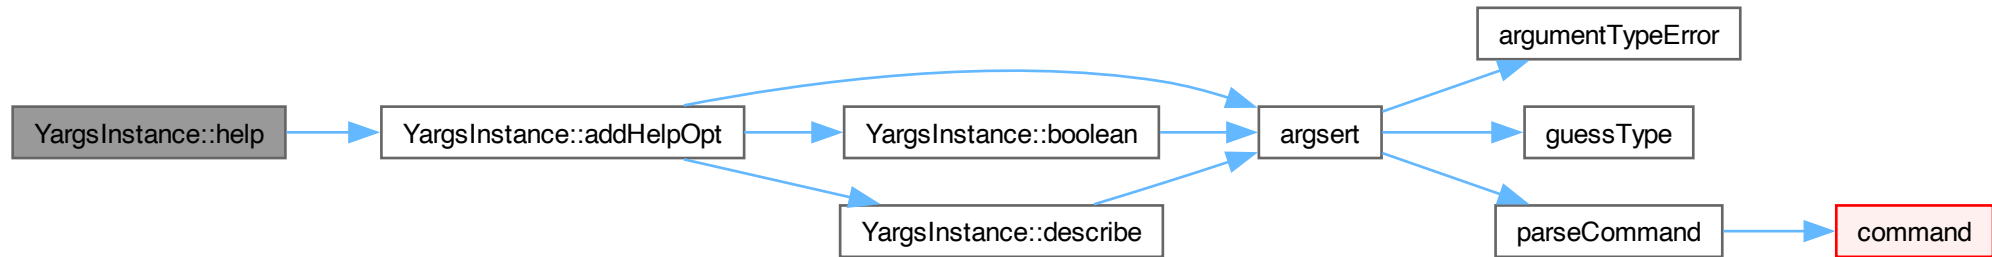 YargsInstance::help
YargsInstance::addHelpOpt
YargsInstance::boolean
YargsInstance::describe
argsert
argumentTypeError
guessType
parseCommand
command